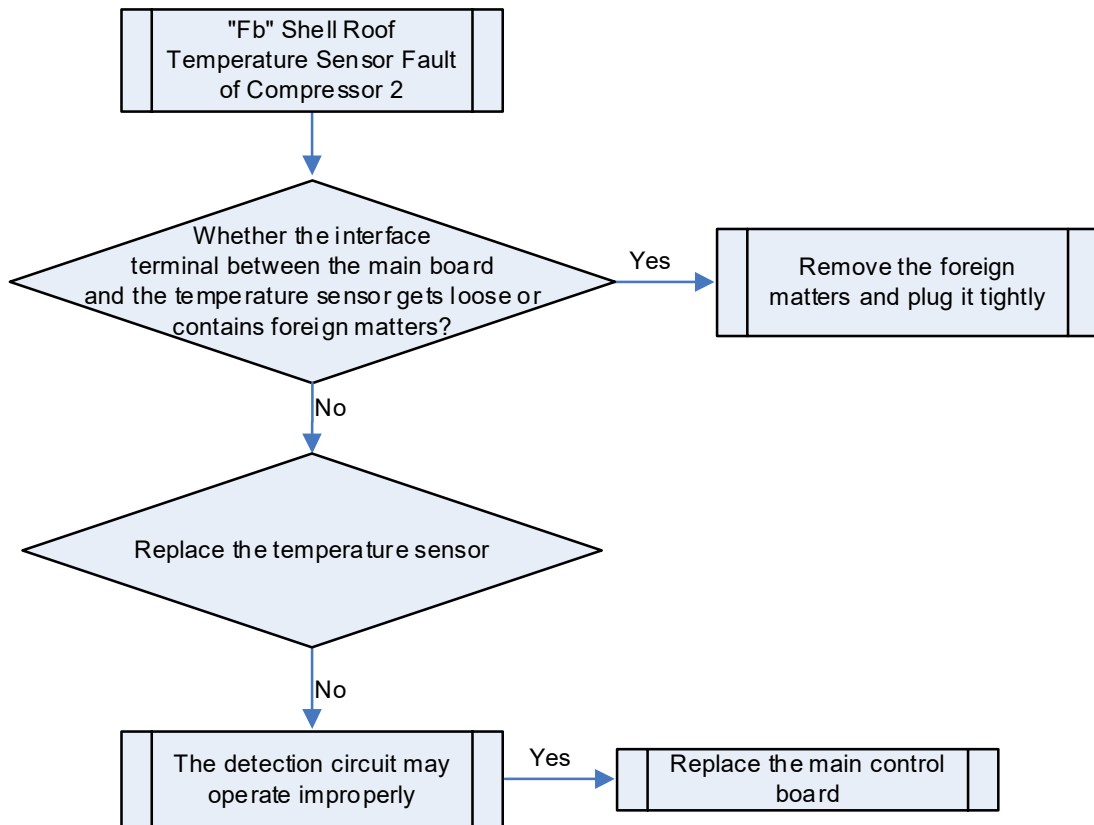 "Fb" Shell Roof
Temperature Sensor Fault
of Compressor 2
Whether the interface
terminal between the main board
and the temperature sensor gets loose or
contains foreign matters?
Yes
Remove the foreign
matters and plug it tightly
No
Replace the temperature sensor
No
The detection circuit may
operate improperly
Yes
Replace the main control
board